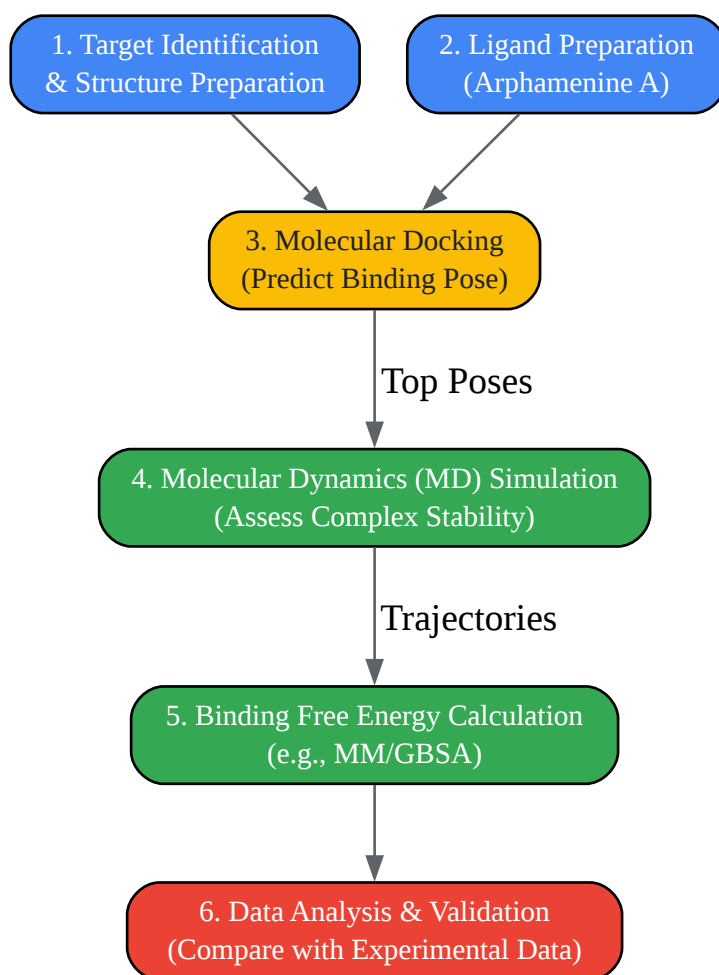 1. Target Identification
& Structure Preparation
2. Ligand Preparation
(Arphamenine A)
3. Molecular Docking
(Predict Binding Pose)
Top Poses
4. Molecular Dynamics (MD) Simulation
(Assess Complex Stability)
Trajectories
5. Binding Free Energy Calculation
(e.g., MM/GBSA)
6. Data Analysis & Validation
(Compare with Experimental Data)